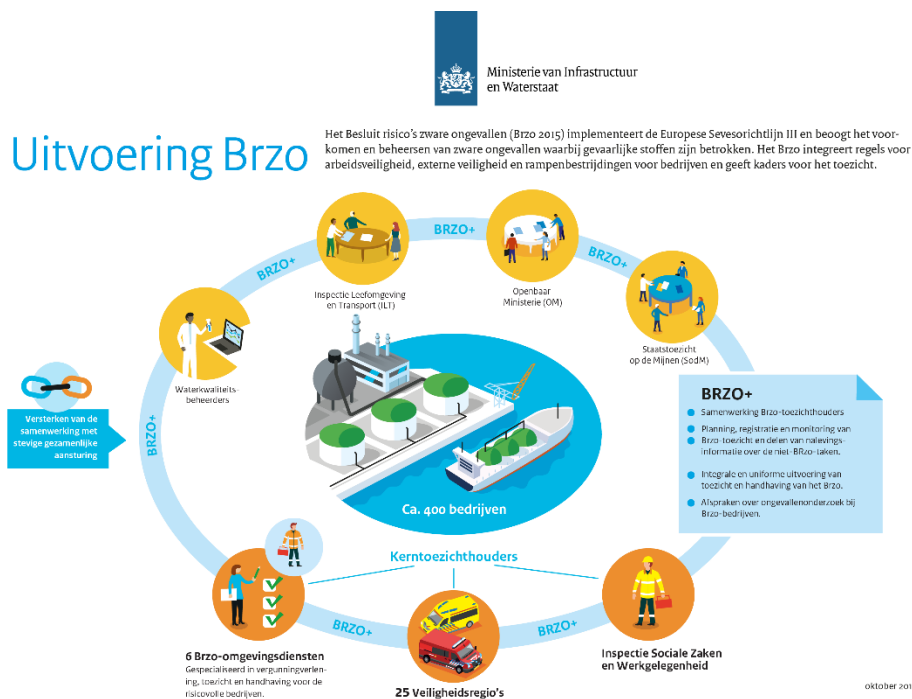 Ministerie van Infrastructuur
en Waterstaat
Uitvoering Brzo
Het Besluit risico's zware ongevallen (Brzo 2015) implementeert de Europese Sevesorichtlijn III en beoogt het voor-
komen en beheersen van zware ongevallen waarbij gevaarlijke stoffen zijn betrokken. Het Brzo integreert regels voor
arbeidsveiligheid, externe veiligheid en rampenbestrijdingen voor bedrijven en geeft kaders voor het toezicht.
BRZO+
BRZO+
BRZO+
Inspectie Leefomgeving
en Transport (ILT)
Openbaar
Ministerie (OM)
Staatstoezicht
op de Mijnen (SodM)
Waterkwaliteits-
beheerders
Versterken van de
samenwerking met
stevige gezamenlijke
aansturing
BRZO+
BRZO+
Samenwerking Brzo-toezichthouders
Planning, registratie en monitoring van
Brzo-toezicht en delen van nalevings-
informatie over de niet-BRzo-taken.
Integrale en uniforme uitvoering van
toezicht en handhaving van het Brzo.
Afspraken over ongevallenonderzoek bij
Brzo-bedrijven.
Ca. 400 bedrijven
Kerntoezichthouders
BRZO+
BRZO+
6 Brzo-omgevingsdiensten
Gespecialiseerd in vergunningverlen-
ing, toezicht en handhaving voor de
risicovolle bedrijven.
25 Veiligheidsregio's
Inspectie Sociale Zaken
en Werkgelegenheid
oktober 201